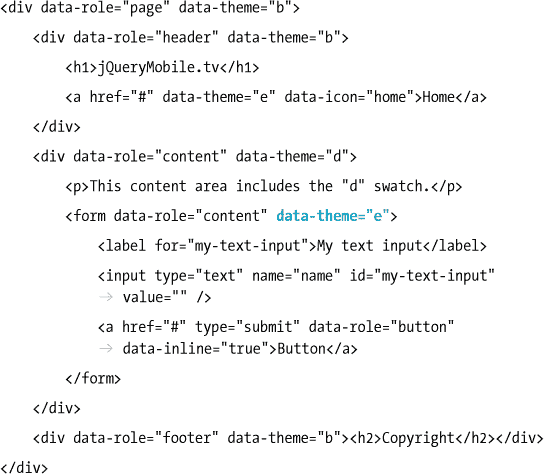 <div data-role="page" data-theme="b">
<div data-role="header" data-theme="b">
<h1>jQueryMobile.tv</h1>
<a href="#" data-theme="e" data-icon="home">Home</a>
</div>
<div data-role="content" data-theme="d">
<p>This content area includes the "d" swatch.</p>
<form data-role="content" data-theme="e">
<label for="my-text-input">My text input</label>
<input type="text" name="name" id="my-text-input"
→ value="" />
<a href="#" type="submit" data-role="button"
→ data-inline="true">Button</a>
</form>
</div>
<div data-role="footer" data-theme="b"><h2>Copyright</h2></div>
</div>